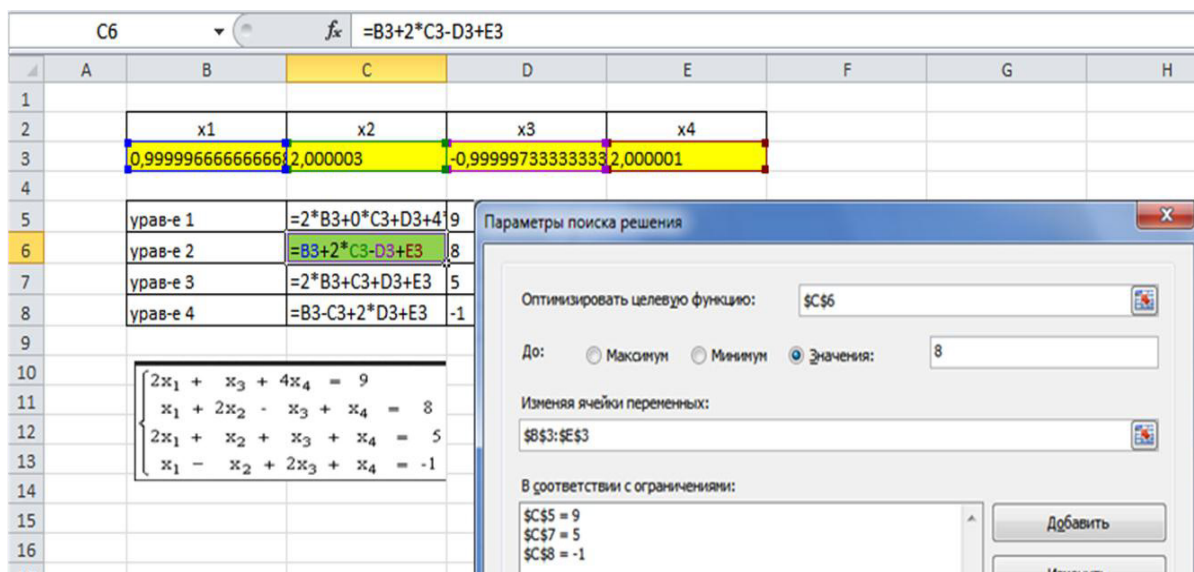 C6 fx =B3+2*C3-D3+E3
A B C D E F G H
1
2 x1 x2 x3 x4
3 0,99999666666666 2,000003 -0,99999733333333 2,000001
4
5 урав-е 1 =2*B3+0*C3+D3+4 9
6 урав-е 2 =B3+2*C3-D3+E3 8
7 урав-е 3 =2*B3+C3+D3+E3 5
8 урав-е 4 =B3-C3+2*D3+E3 -1
9
10 2x₁ + x₃ + 4x₄ = 9
11 x₁ + 2x₂ - x₃ + x₄ = 8
12 2x₁ + x₂ + x₃ + x₄ = 5
13 x₁ − x₂ + 2x₃ + x₄ = -1
14
15
16
Параметры поиска решения
Оптимизировать целевую функцию: $C$6
До: Максимум Минимум Значения: 8
Изменяя ячейки переменных:
$B$3:$E$3
В соответствии с ограничениями:
$C$5 = 9
$C$7 = 5
$C$8 = -1
Добавить